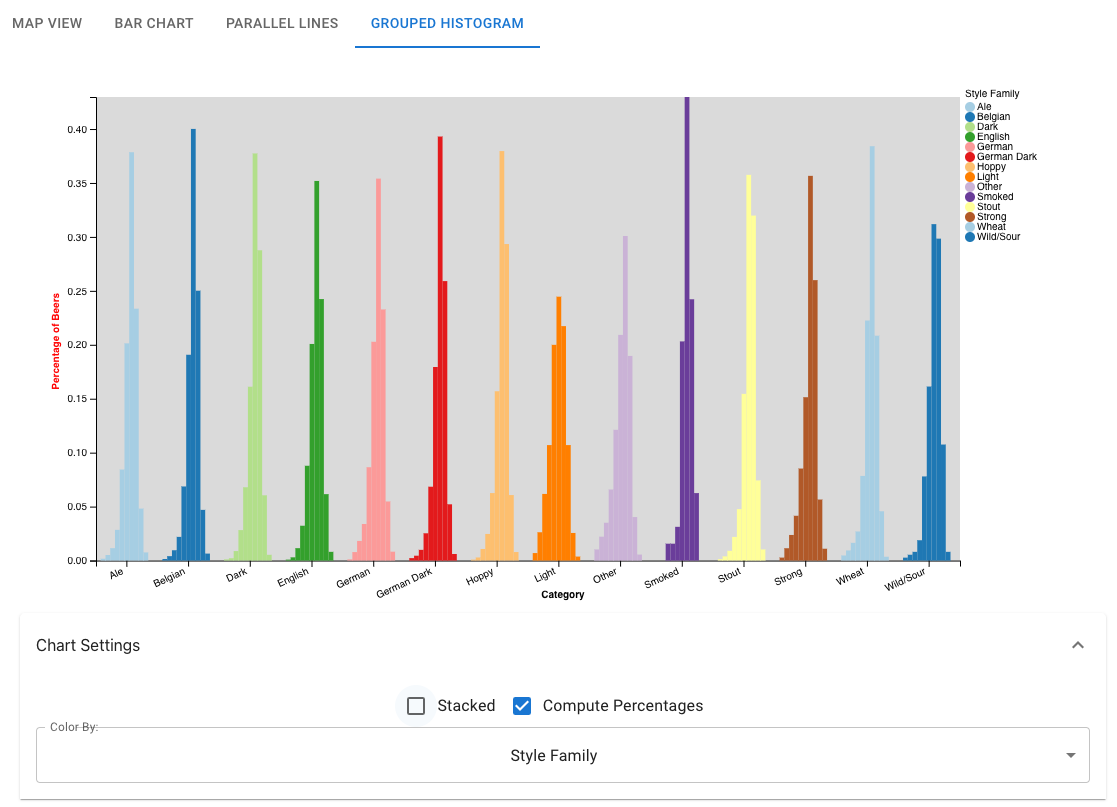 MAP VIEW BAR CHART PARALLEL LINES GROUPED HISTOGRAM
Style Family
Ale
Belgian
Dark
English
German
German Dark
Hoppy
Light
Other
Smoked
Stout
Strong
Wheat
Wild/Sour
0.40
0.35
0.30
0.25
0.20
0.15
0.10
0.05
0.00
Percentage of Beers
Ale Belgian Dark English German German Dark Hoppy Light Other Smoked Stout Strong Wheat Wild/Sour
Category
Chart Settings
Stacked Compute Percentages
Color By:
Style Family